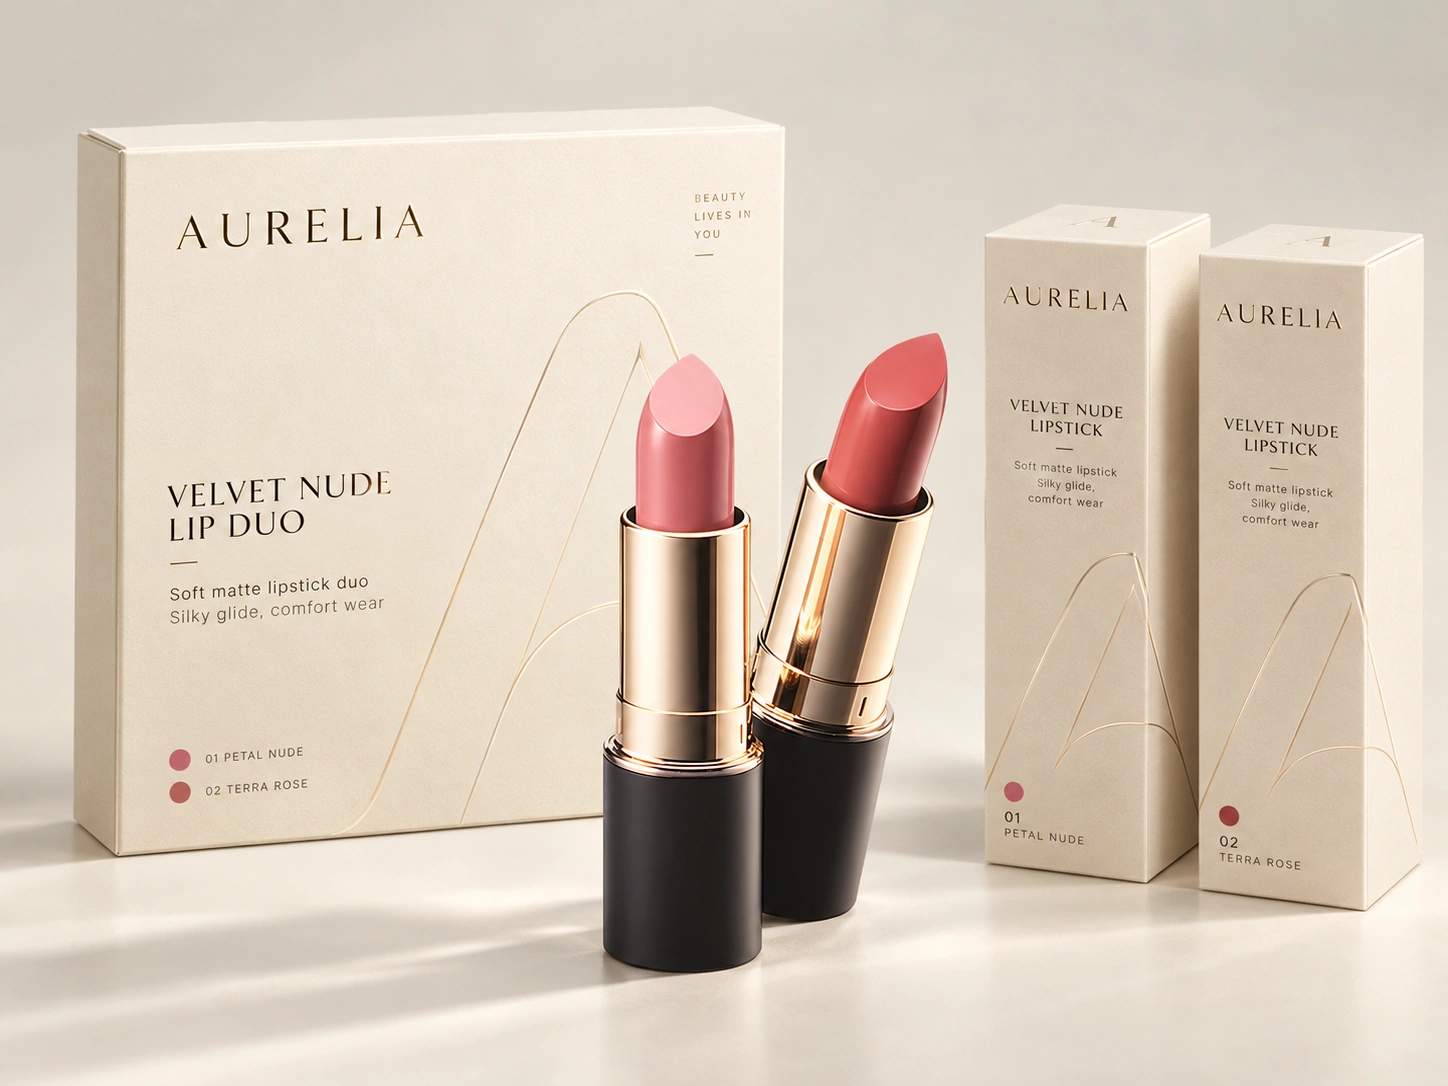 AURELIA
BEAUTY
LIVES IN
YOU
VELVET NUDE
LIP DUO
Soft matte lipstick duo
Silky glide, comfort wear
01 PETAL NUDE
02 TERRA ROSE
A
AURELIA
VELVET NUDE
LIPSTICK
Soft matte lipstick
Silky glide,
comfort wear
01
PETAL NUDE
A
AURELIA
VELVET NUDE
LIPSTICK
Soft matte lipstick
Silky glide,
comfort wear
02
TERRA ROSE